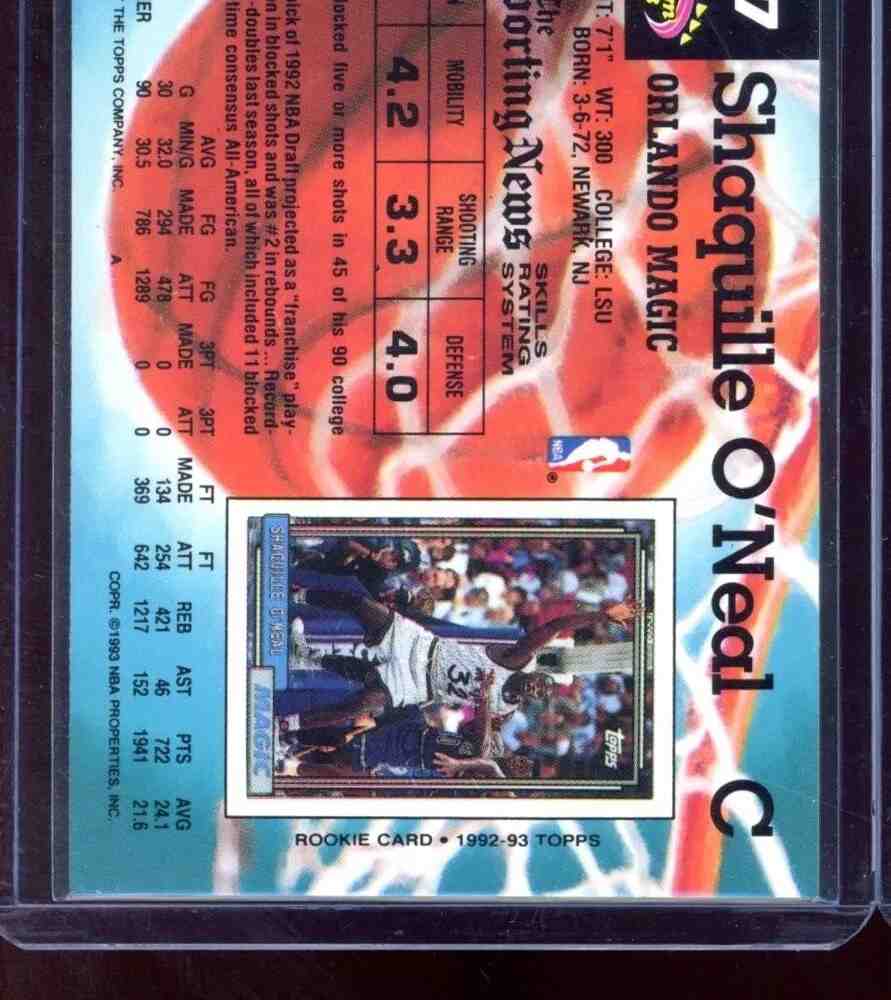 7 Shaquille O'Neal C
ORLANDO MAGIC
T: 7'1" WT: 300 COLLEGE: LSU
BORN: 3-6-72, NEWARK, NJ
The
porting News
SKILLS
RATING
SYSTEM
NBA
MOBILITY SHOOTING RANGE DEFENSE
4.2 3.3 4.0
locked five or more shots in 45 of his 90 college
ick of 1992 NBA Draft projected as a "franchise" play-
n in blocked shots and was #2 in rebounds ... Record-
-doubles last season, all of which included 11 blocked
time consensus All-American.
G AVG MIN/G FG MADE FG ATT 3PT MADE 3PT ATT FT MADE FT ATT REB AST PTS AVG
30 32.0 294 478 0 0 134 254 421 46 722 24.1
ER 90 30.5 786 1289 0 0 369 642 1217 152 1941 21.6
THE TOPPS COMPANY, INC. A COPR. ©1993 NBA PROPERTIES, INC.
TOPPS
32
SHAQUILLE O'NEAL
MAGIC
ROOKIE CARD • 1992-93 TOPPS